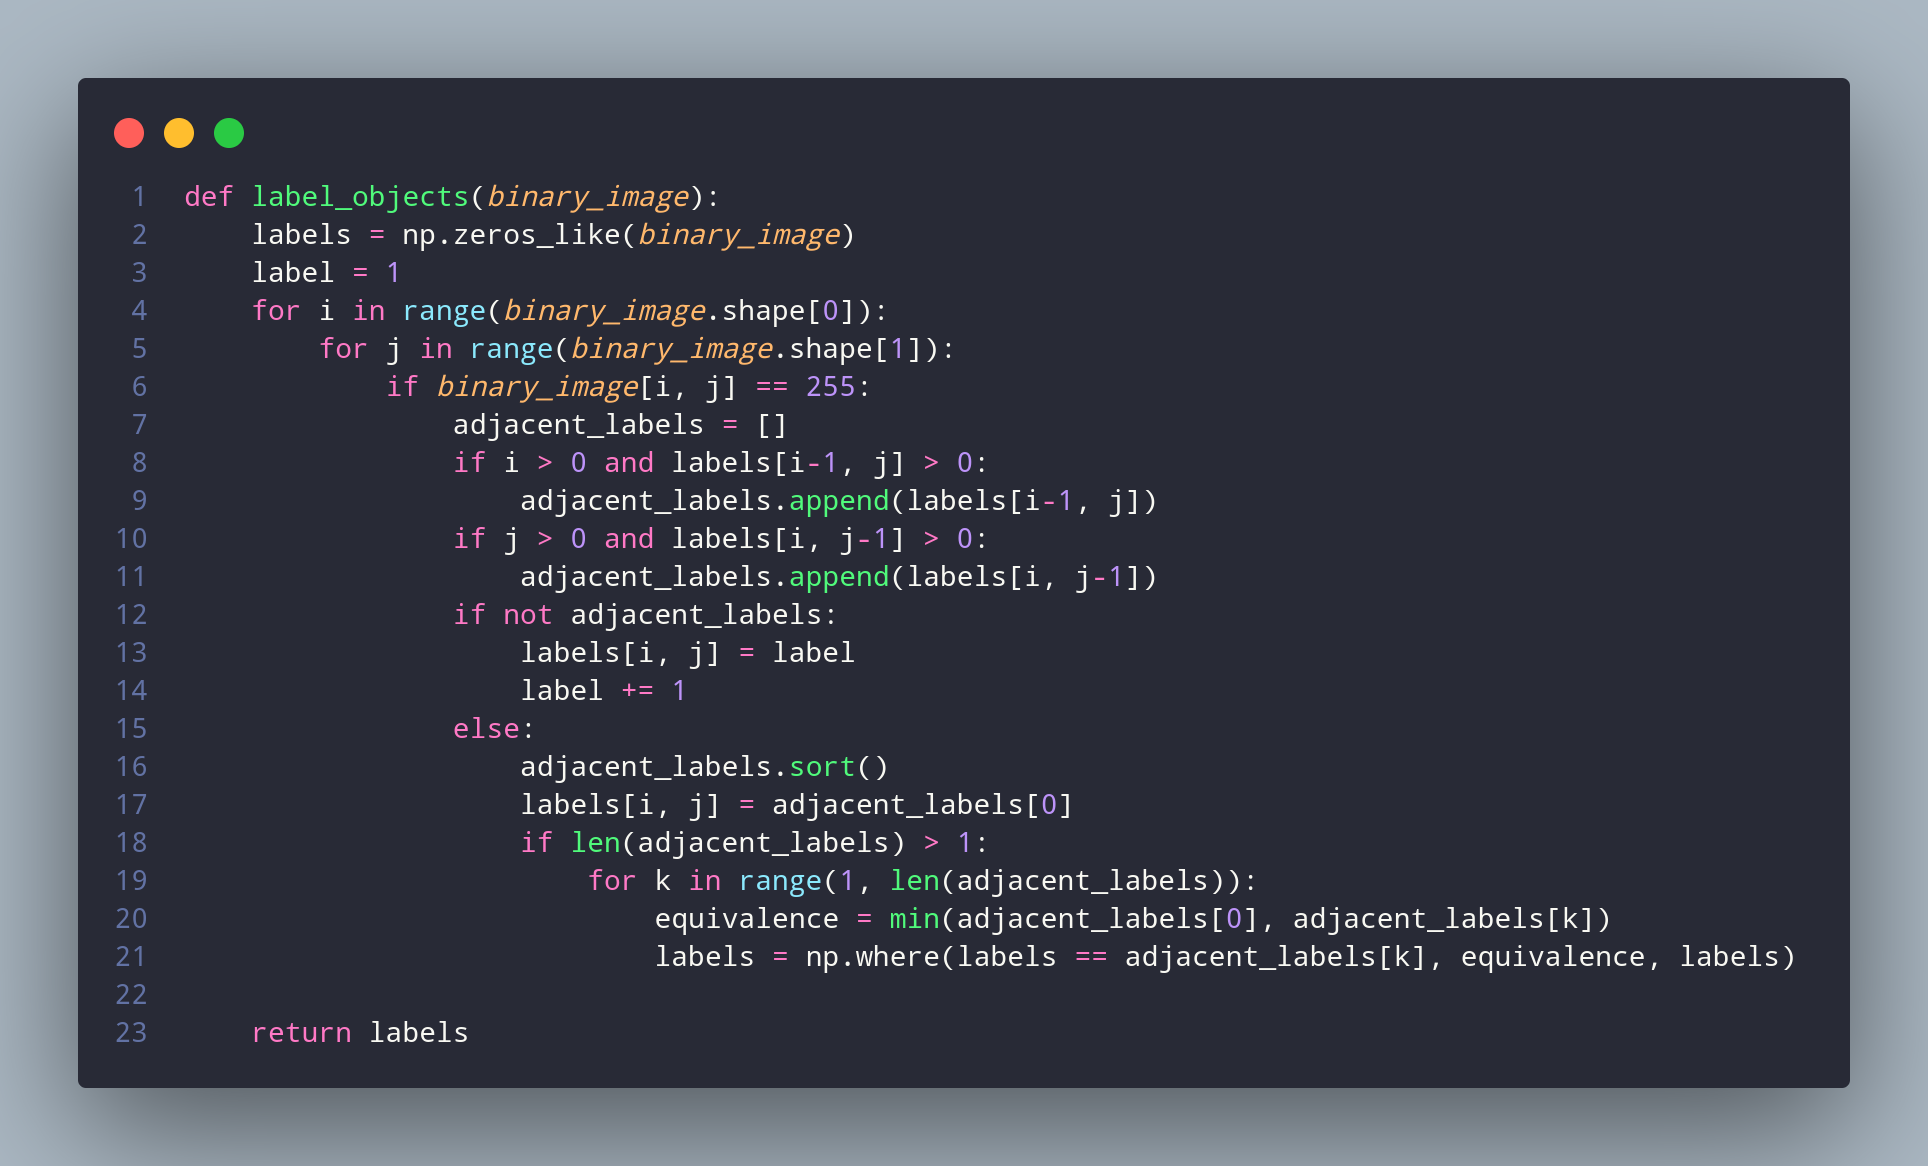 1 def label_objects(binary_image):
2     labels = np.zeros_like(binary_image)
3     label = 1
4     for i in range(binary_image.shape[0]):
5         for j in range(binary_image.shape[1]):
6             if binary_image[i, j] == 255:
7                 adjacent_labels = []
8                 if i > 0 and labels[i-1, j] > 0:
9                     adjacent_labels.append(labels[i-1, j])
10                 if j > 0 and labels[i, j-1] > 0:
11                     adjacent_labels.append(labels[i, j-1])
12                 if not adjacent_labels:
13                     labels[i, j] = label
14                     label += 1
15                 else:
16                     adjacent_labels.sort()
17                     labels[i, j] = adjacent_labels[0]
18                     if len(adjacent_labels) > 1:
19                         for k in range(1, len(adjacent_labels)):
20                             equivalence = min(adjacent_labels[0], adjacent_labels[k])
21                             labels = np.where(labels == adjacent_labels[k], equivalence, labels)
22
23     return labels